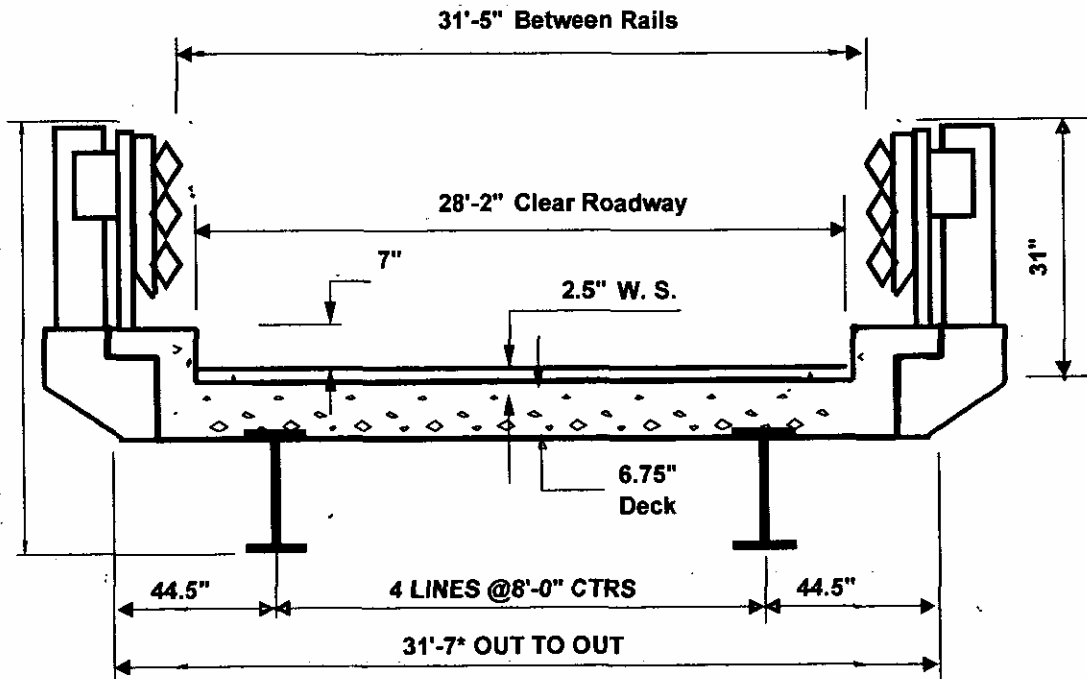 31'-5" Between Rails
28'-2" Clear Roadway
7"
2.5" W. S.
31"
6.75"
Deck
44.5"
4 LINES @8'-0" CTRS
44.5"
31'-7* OUT TO OUT